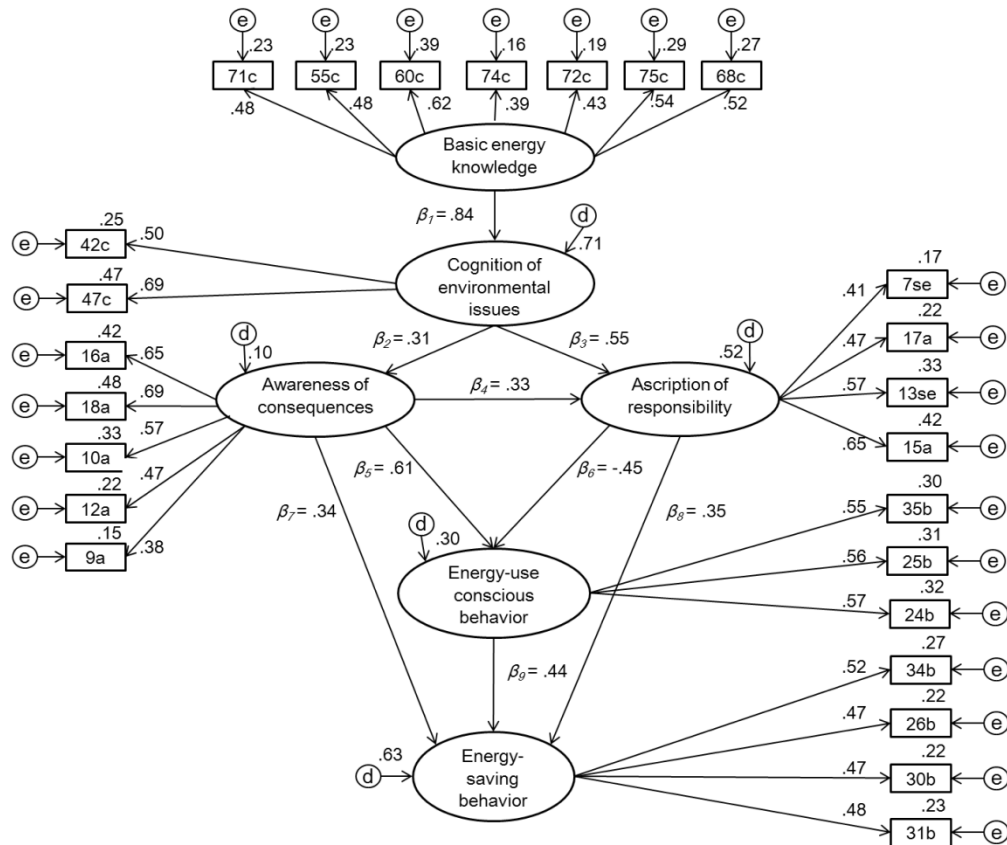 e e e e e e e
.23 .23 .39 .16 .19 .29 .27
71c 55c 60c 74c 72c 75c 68c
.48 .48 .62 .39 .43 .54 .52
Basic energy
knowledge
β1 = .84
d
.71
Cognition of
environmental
issues
.25
e 42c .50
.47
e 47c .69
β2 = .31
β3 = .55
d
.10
d
.52
Awareness of
consequences
β4 = .33
Ascription of
responsibility
.42
e 16a .65
.48
e 18a .69
.33
e 10a .57
.22
e 12a .47
.15
e 9a .38
.17
.41 7se e
.22
.47 17a e
.33
.57 13se e
.42
.65 15a e
β5 = .61
β6 = -.45
β7 = .34
β8 = .35
d
.30
Energy-use
conscious
behavior
.30
.55 35b e
.31
.56 25b e
.32
.57 24b e
β9 = .44
d
.63
Energy-
saving
behavior
.27
.52 34b e
.22
.47 26b e
.22
.47 30b e
.23
.48 31b e